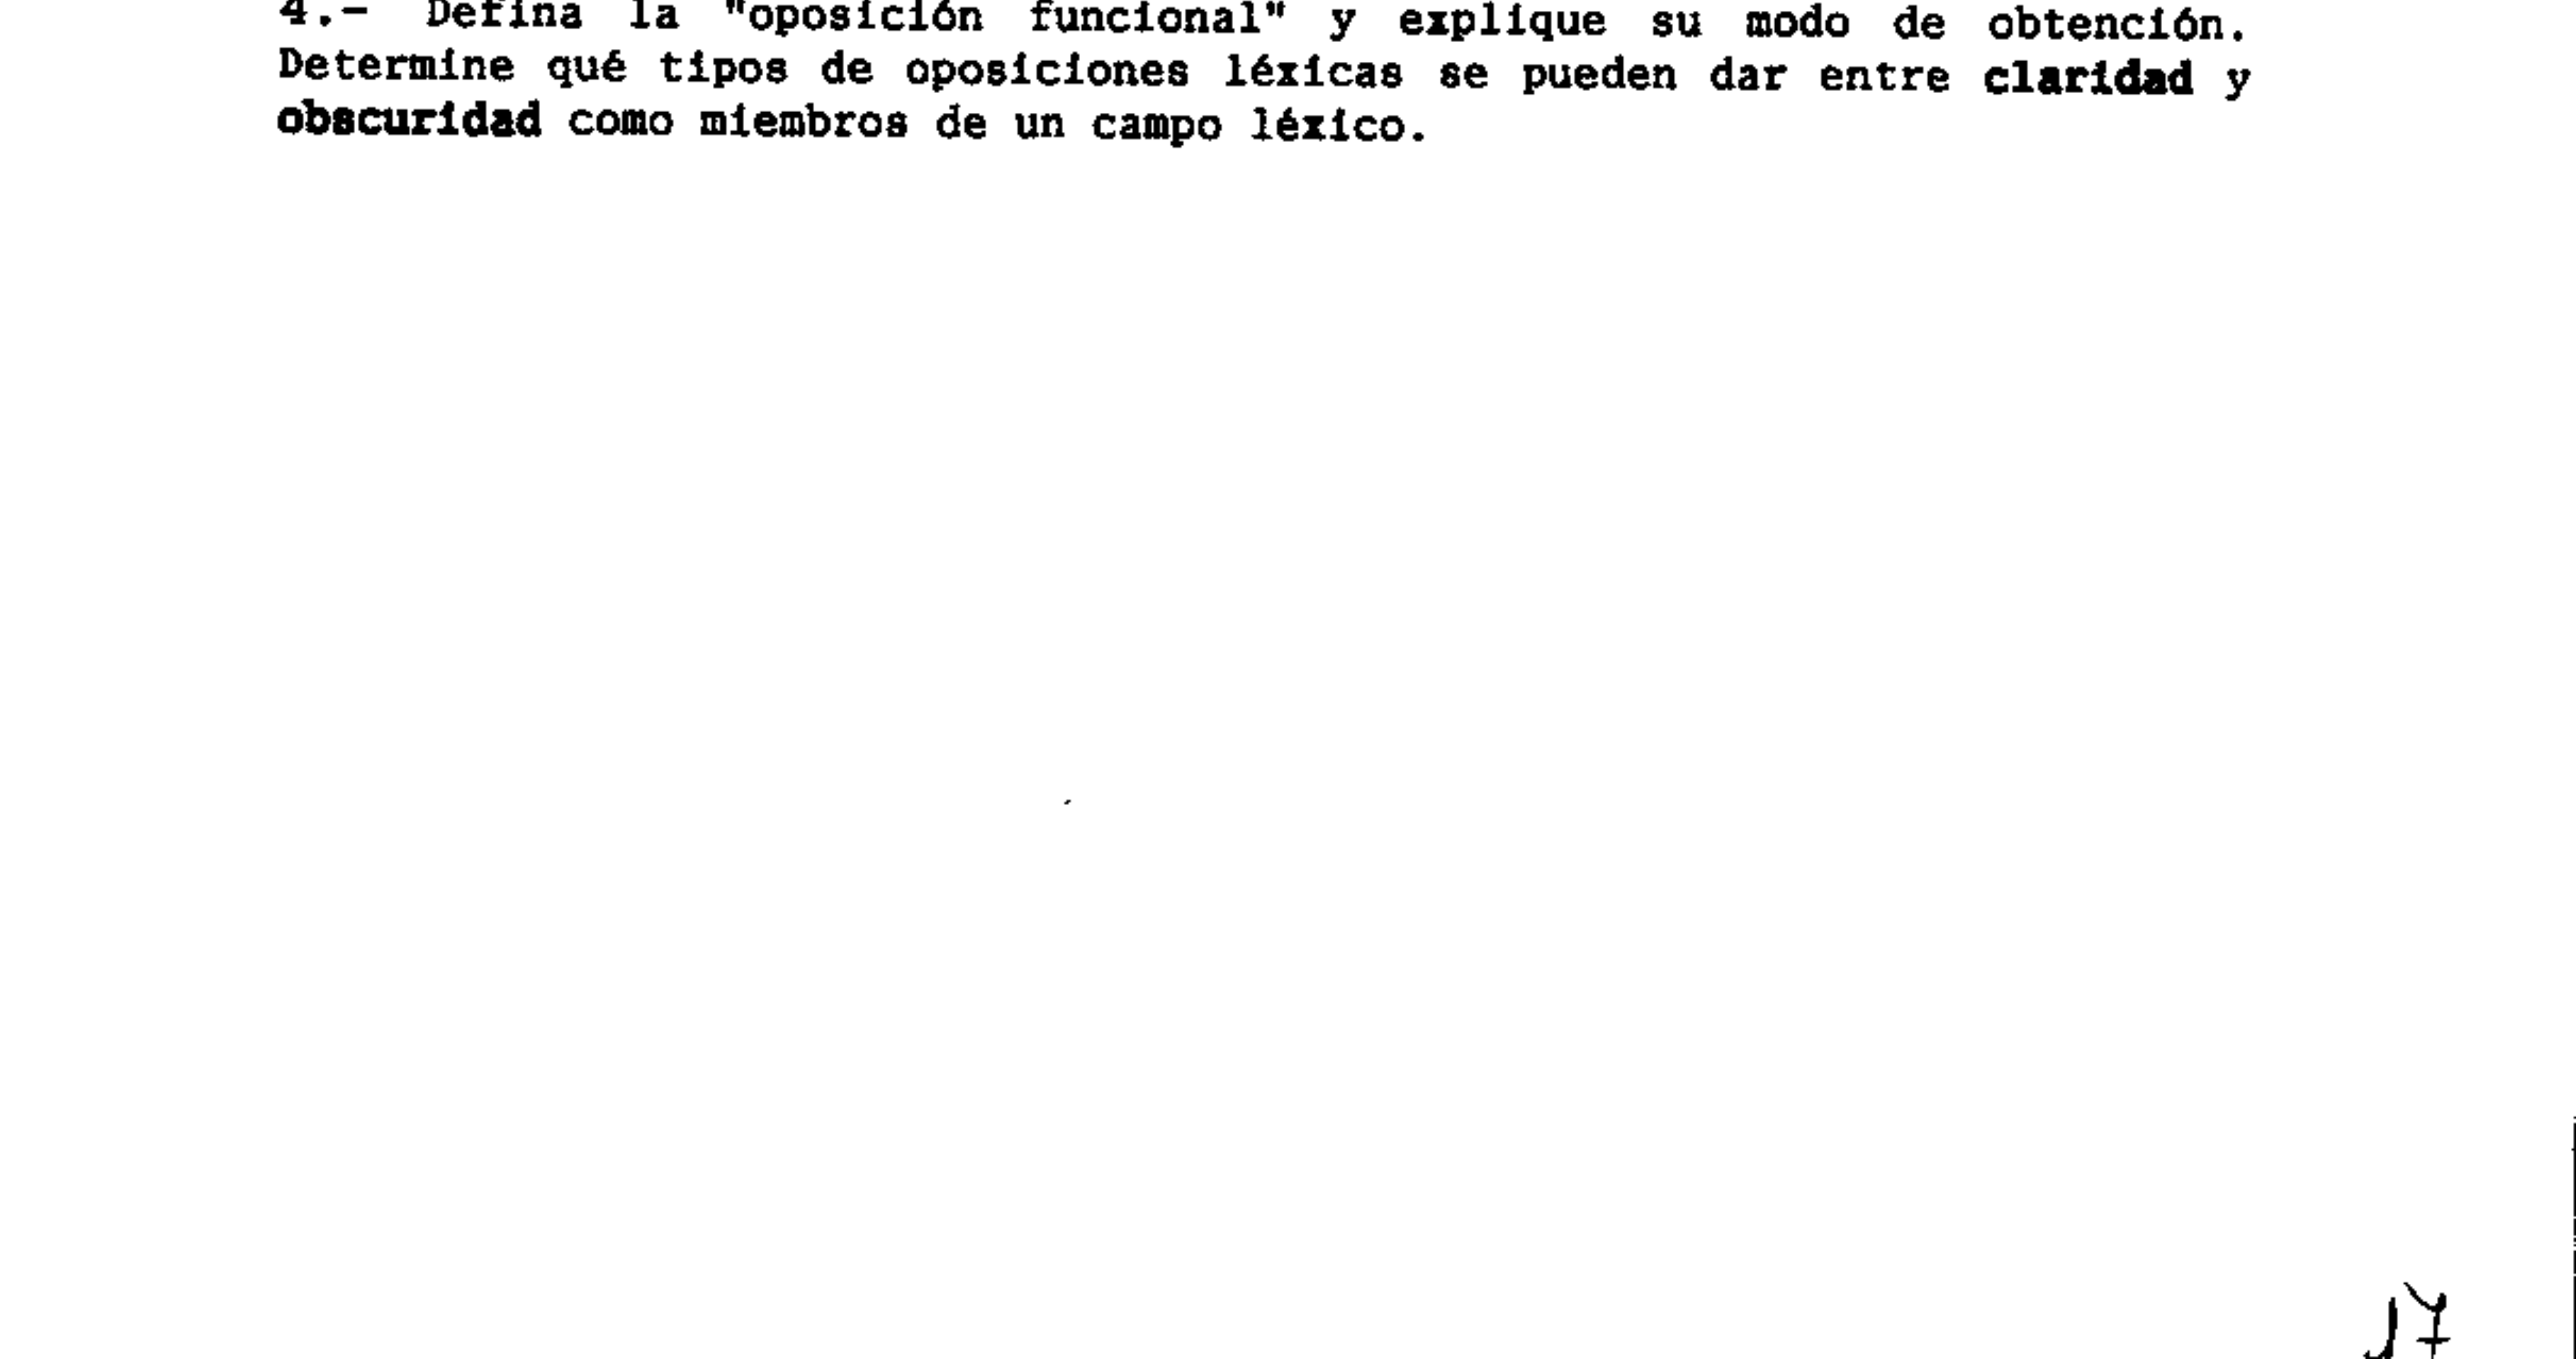 4.- Defina la "oposición funcional" y explique su modo de obtención.
Determine qué tipos de oposiciones léxicas se pueden dar entre claridad y
obscuridad como miembros de un campo léxico.
17